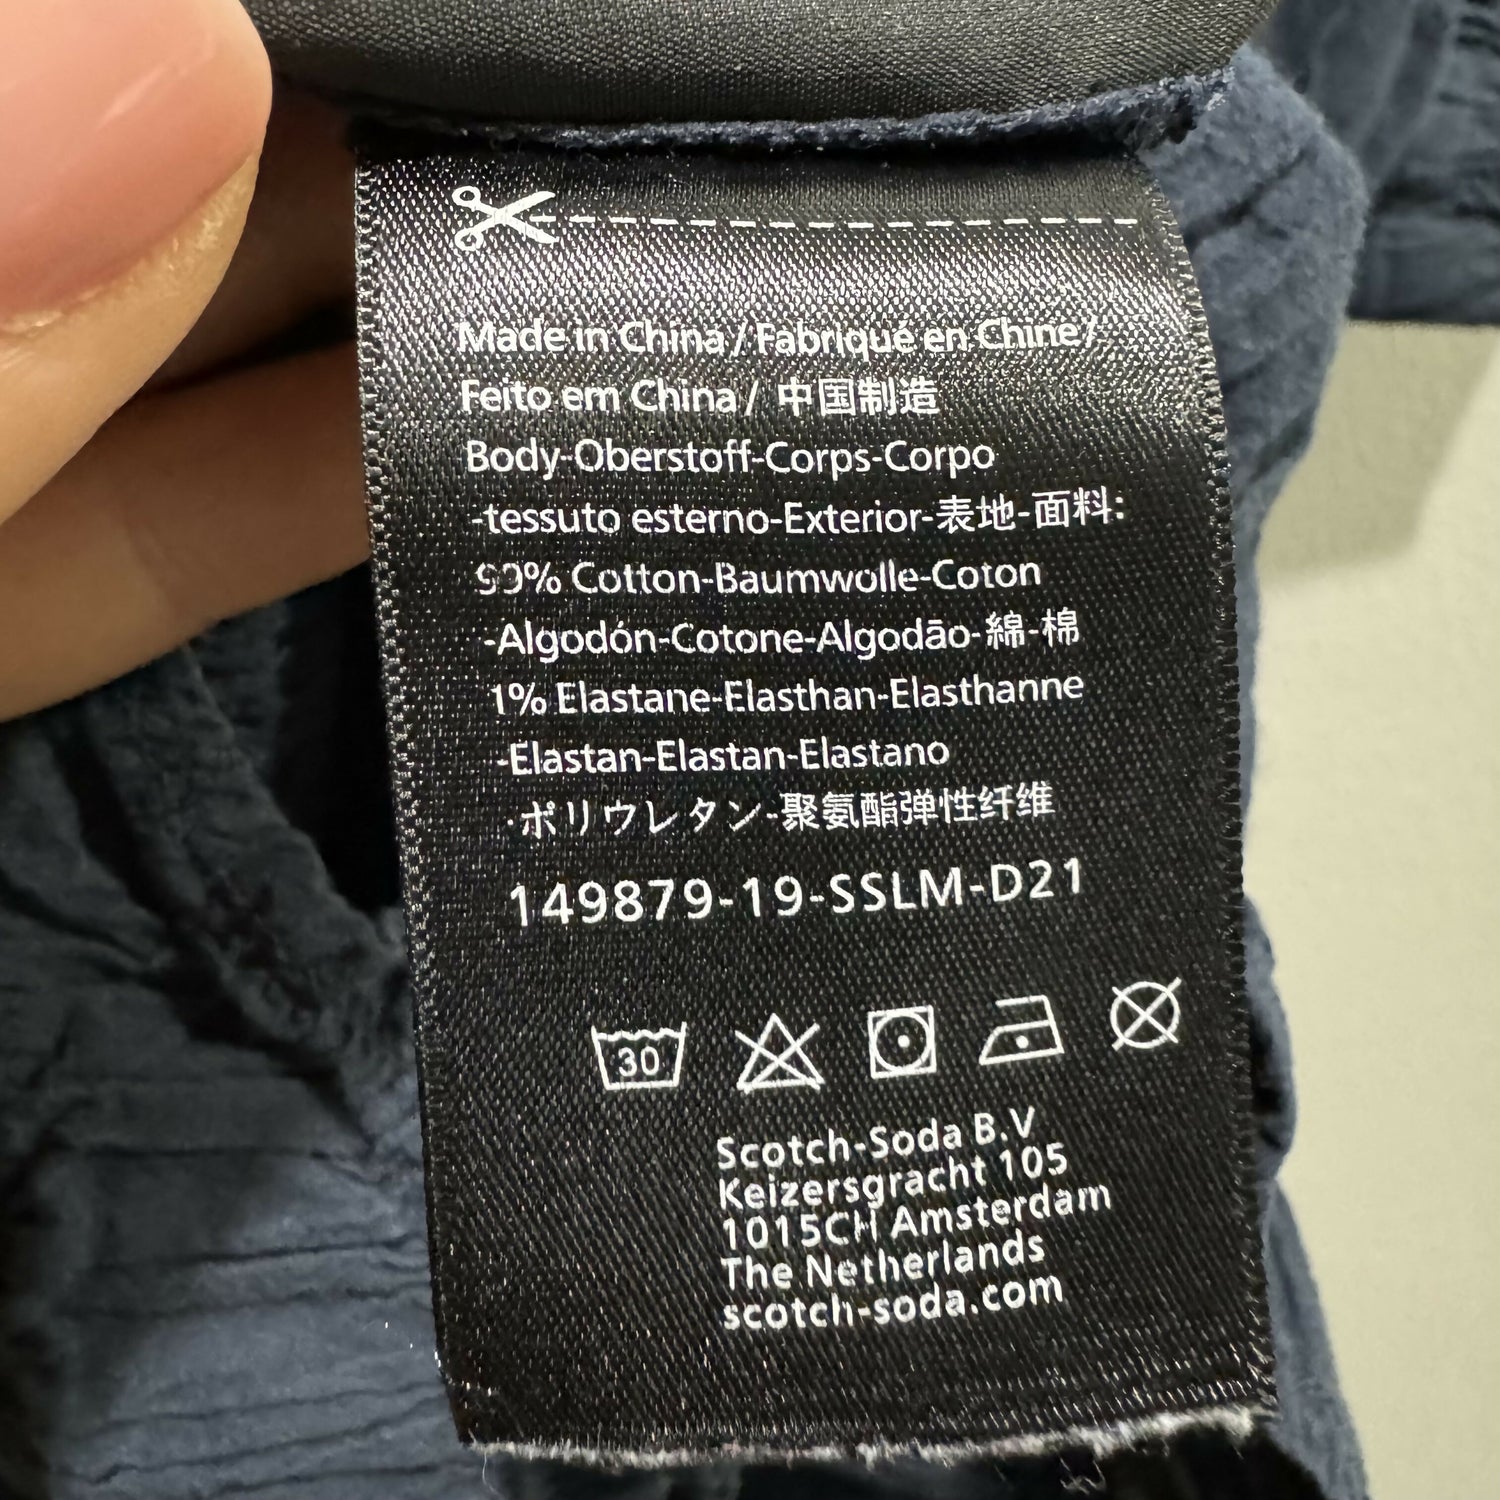 Made in China / Fabriqué en Chine/
Feito em China / 中国制造
Body-Oberstoff-Corps-Corpo
-tessuto esterno-Exterior-表地-面料:
99% Cotton-Baumwolle-Coton
-Algodón-Cotone-Algodão-綿-棉
1% Elastane-Elasthan-Elasthanne
-Elastan-Elastan-Elastano
-ポリウレタン-聚氨酯弹性纤维
149879-19-SSLM-D21
30
Scotch-Soda B.V
Keizersgracht 105
1015CH Amsterdam
The Netherlands
scotch-soda.com